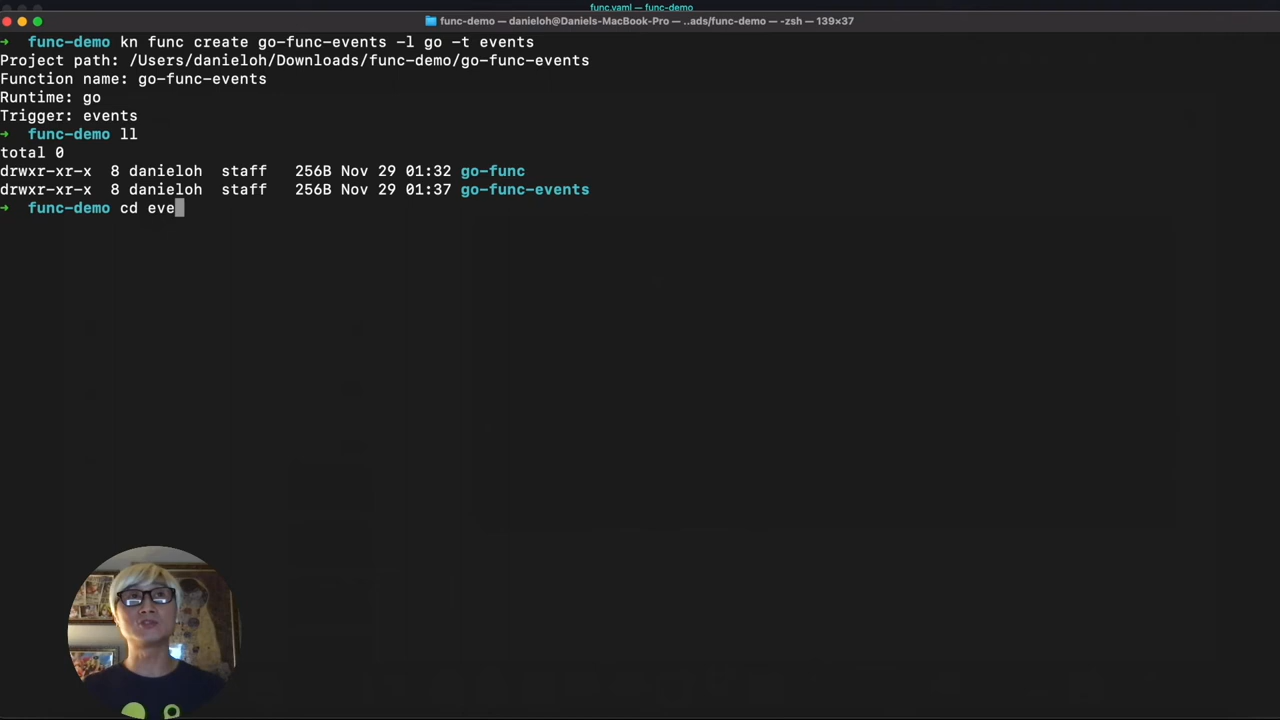 func.yaml — func-demo
func-demo — danieloh@Daniels-MacBook-Pro — ..ads/func-demo — -zsh — 139×37
➜ func-demo kn func create go-func-events -l go -t events
Project path: /Users/danieloh/Downloads/func-demo/go-func-events
Function name: go-func-events
Runtime: go
Trigger: events
➜ func-demo ll
total 0
drwxr-xr-x 8 danieloh staff 256B Nov 29 01:32 go-func
drwxr-xr-x 8 danieloh staff 256B Nov 29 01:37 go-func-events
➜ func-demo cd eve